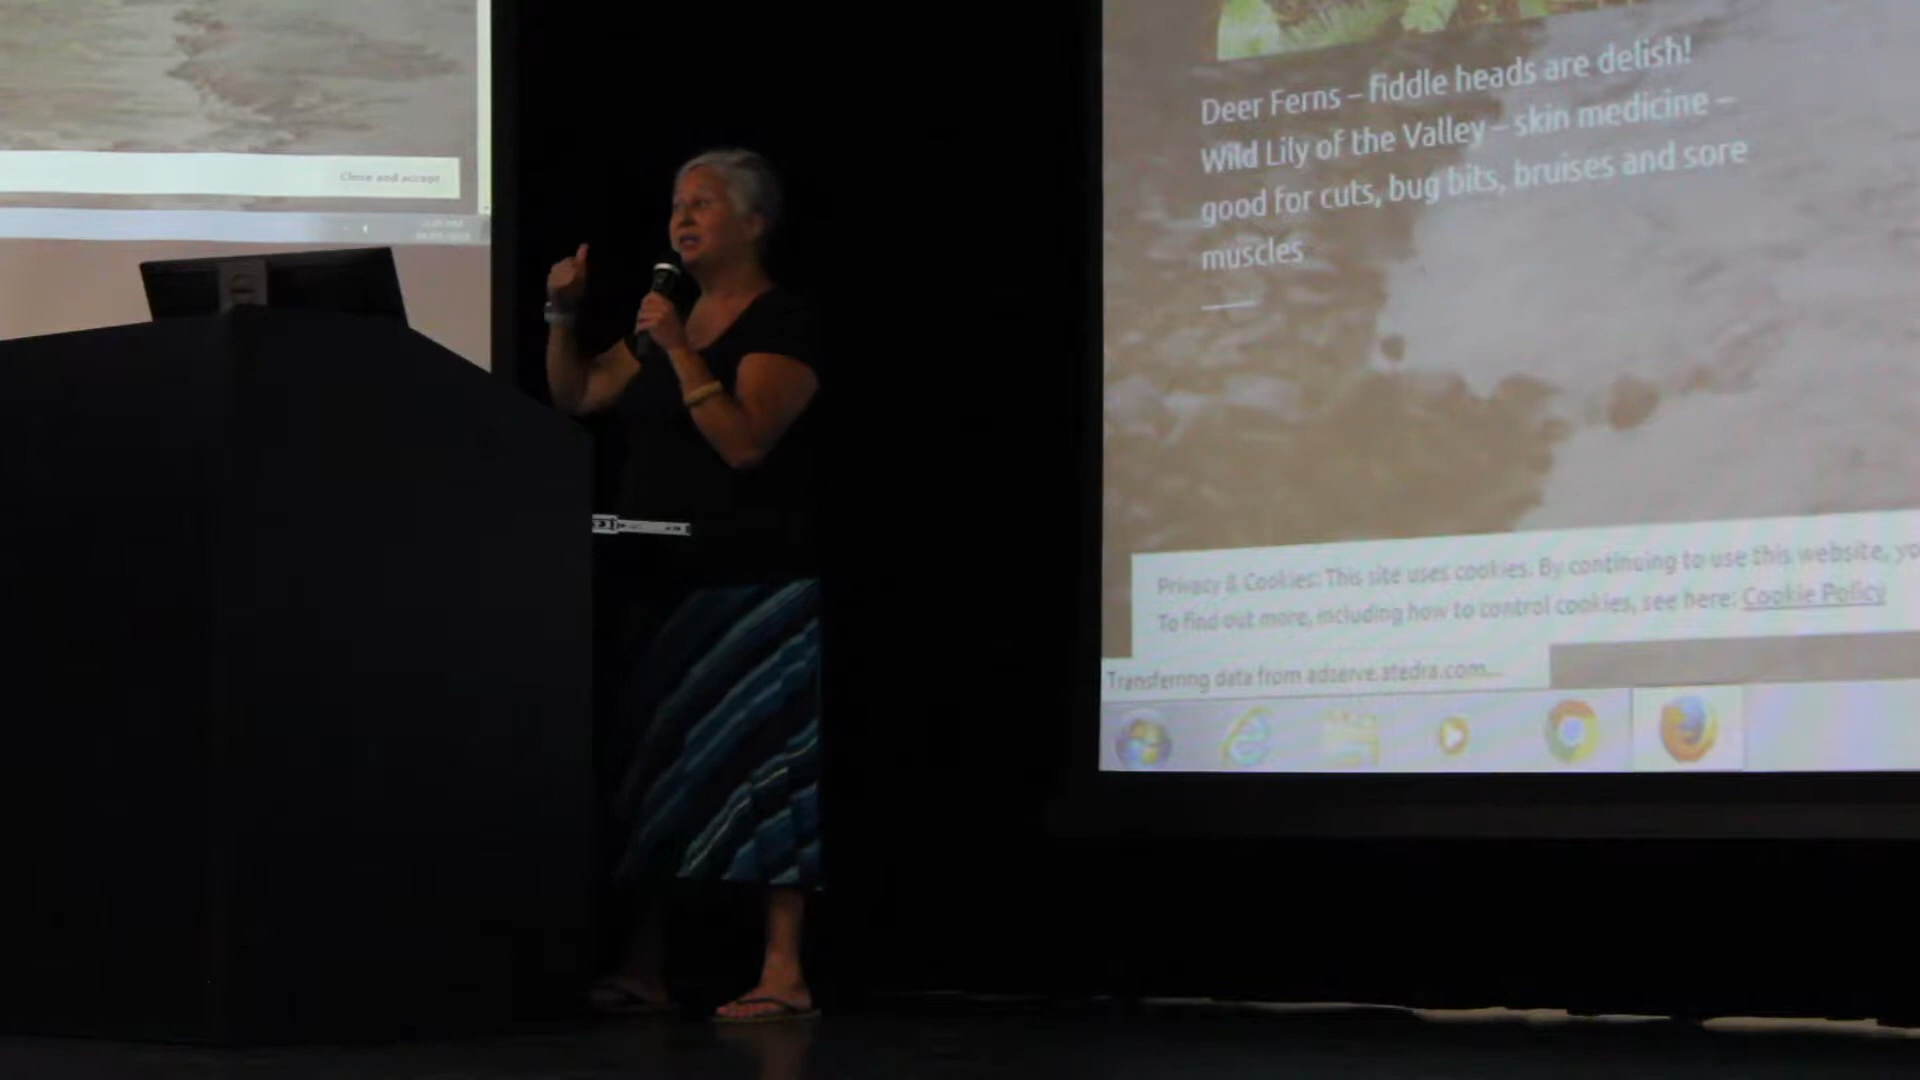 Close and accept
Deer Ferns – fiddle heads are delish!
Wild Lily of the Valley – skin medicine –
good for cuts, bug bits, bruises and sore
muscles
Privacy & Cookies: This site uses cookies. By continuing to use this website, yo
To find out more, including how to control cookies, see here: Cookie Policy
Transferring data from adserve.atedra.com...